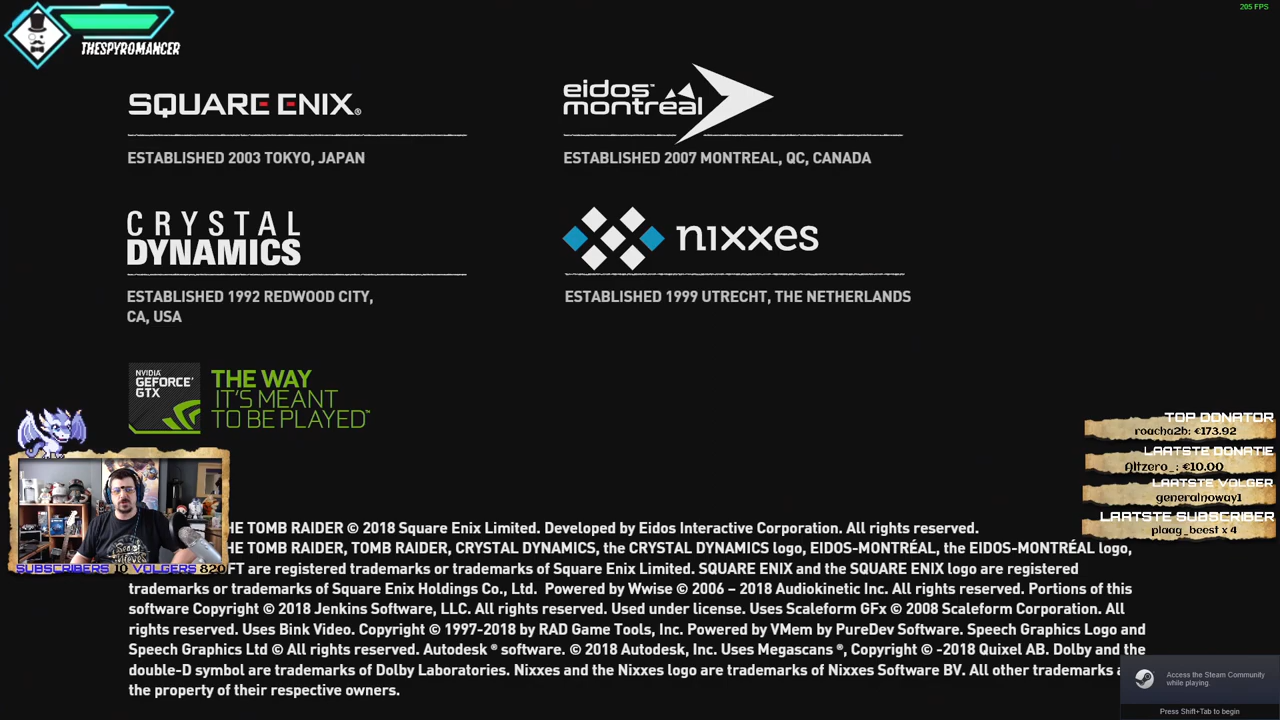 205 FPS
THESPYROMANCER
SQUARE ENIX®
eidos™
montréal
ESTABLISHED 2003 TOKYO, JAPAN
ESTABLISHED 2007 MONTREAL, QC, CANADA
CRYSTAL
DYNAMICS
nixxes
ESTABLISHED 1992 REDWOOD CITY,
CA, USA
ESTABLISHED 1999 UTRECHT, THE NETHERLANDS
NVIDIA
GEFORCE®
GTX
THE WAY
IT'S MEANT
TO BE PLAYED™
TOP DONATOR
roacha2b: €173.92
LAATSTE DONATIE
Altzero_: €10.00
LAATSTE VOLGER
generalnoway1
LAATSTE SUBSCRIBER
plaag_beest x 4
SUBSCRIBERS 10 VOLGERS 820
HE TOMB RAIDER © 2018 Square Enix Limited. Developed by Eidos Interactive Corporation. All rights reserved.
HE TOMB RAIDER, TOMB RAIDER, CRYSTAL DYNAMICS, the CRYSTAL DYNAMICS logo, EIDOS-MONTRÉAL, the EIDOS-MONTRÉAL logo,
FT are registered trademarks or trademarks of Square Enix Limited. SQUARE ENIX and the SQUARE ENIX logo are registered
trademarks or trademarks of Square Enix Holdings Co., Ltd. Powered by Wwise © 2006 – 2018 Audiokinetic Inc. All rights reserved. Portions of this
software Copyright © 2018 Jenkins Software, LLC. All rights reserved. Used under license. Uses Scaleform GFx © 2008 Scaleform Corporation. All
rights reserved. Uses Bink Video. Copyright © 1997-2018 by RAD Game Tools, Inc. Powered by VMem by PureDev Software. Speech Graphics Logo and
Speech Graphics Ltd © All rights reserved. Autodesk ® software. © 2018 Autodesk, Inc. Uses Megascans ®, Copyright © -2018 Quixel AB. Dolby and the
double-D symbol are trademarks of Dolby Laboratories. Nixxes and the Nixxes logo are trademarks of Nixxes Software BV. All other trademarks
the property of their respective owners.
Access the Steam Community
while playing.
Press Shift+Tab to begin